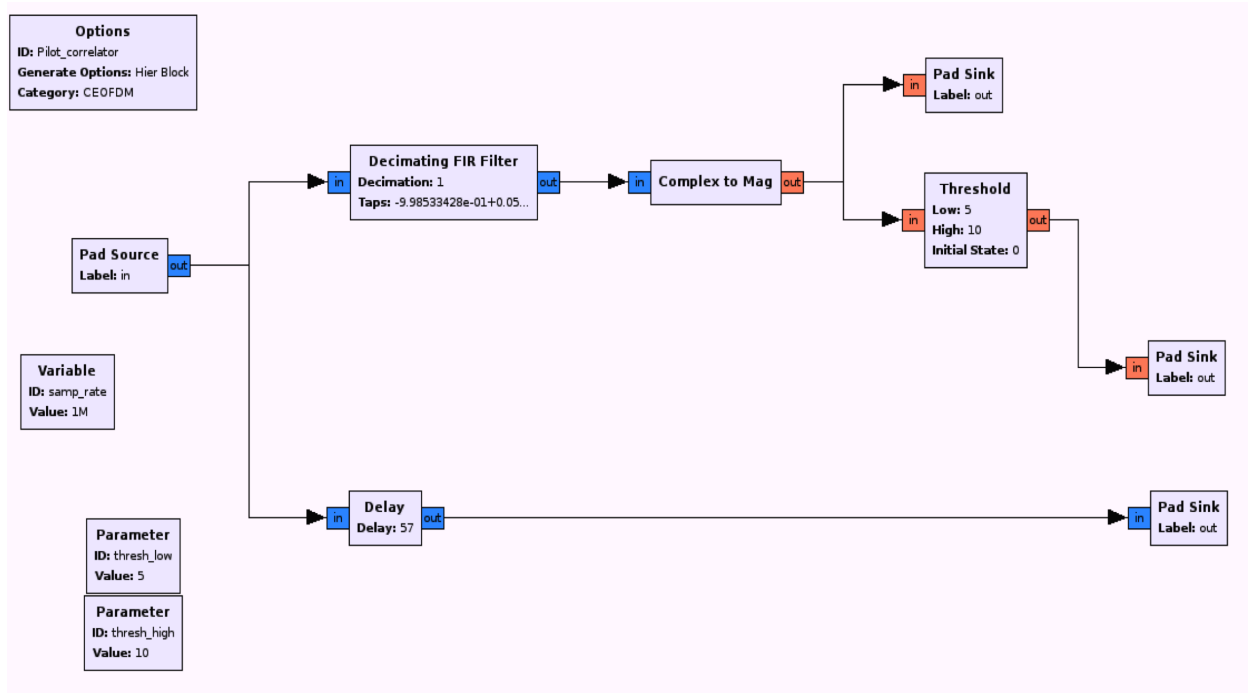 Options
ID: Pilot_correlator
Generate Options: Hier Block
Category: CEOFDM
Pad Sink
in
Label: out
Decimating FIR Filter
in
Decimation: 1
out
Taps: -9.98533428e-01+0.05...
in
Complex to Mag
out
Threshold
Low: 5
in
High: 10
out
Initial State: 0
Pad Source
Label: in
out
Variable
ID: samp_rate
Value: 1M
Pad Sink
in
Label: out
Delay
in
Delay: 57
out
Pad Sink
in
Label: out
Parameter
ID: thresh_low
Value: 5
Parameter
ID: thresh_high
Value: 10